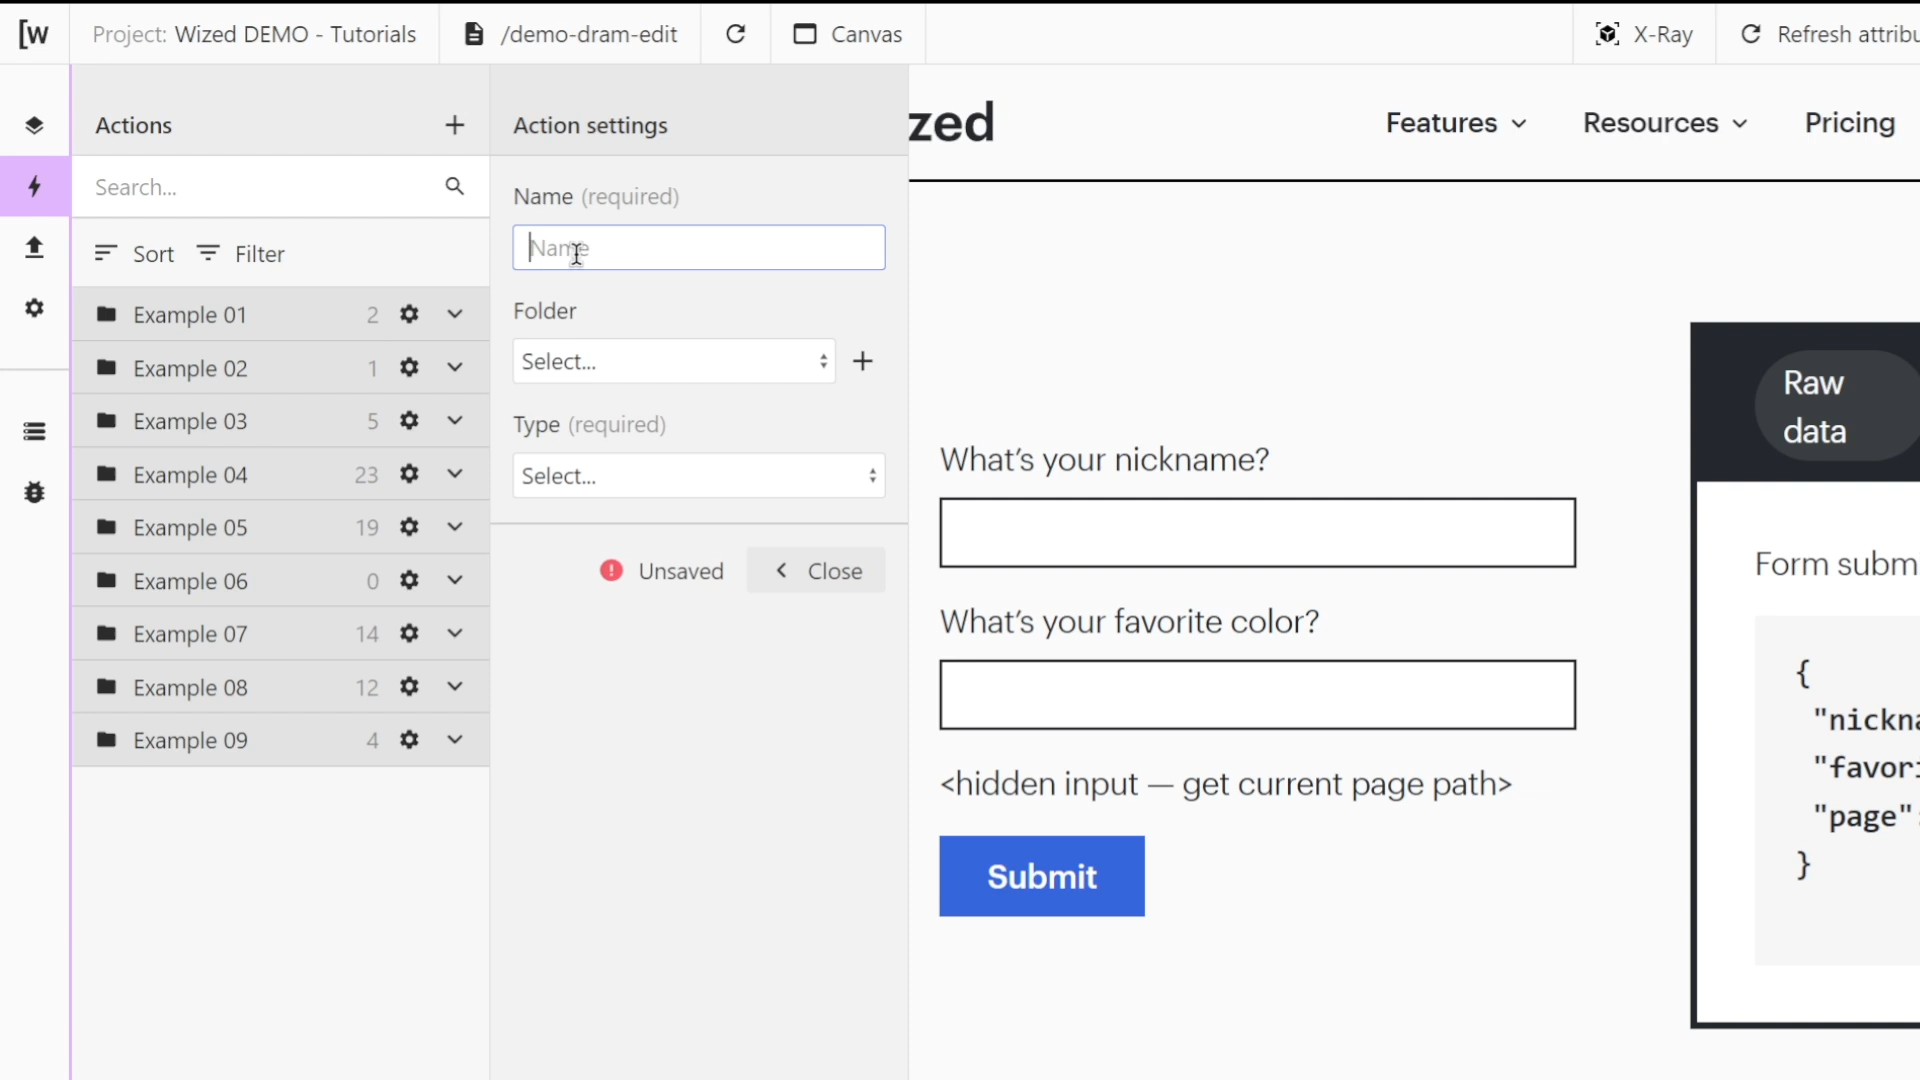 [W Project: Wized DEMO - Tutorials /demo-dram-edit Canvas X-Ray Refresh attribu
Actions
Search...
Sort Filter
Example 01 2
Example 02 1
Example 03 5
Example 04 23
Example 05 19
Example 06 0
Example 07 14
Example 08 12
Example 09 4
Action settings
Name (required)
Name
Folder
Select...
Type (required)
Select...
Unsaved Close
zed Features Resources Pricing
What's your nickname?
What's your favorite color?
<hidden input — get current page path>
Submit
Raw
data
Form subm
{
"nickna
"favori
"page":
}